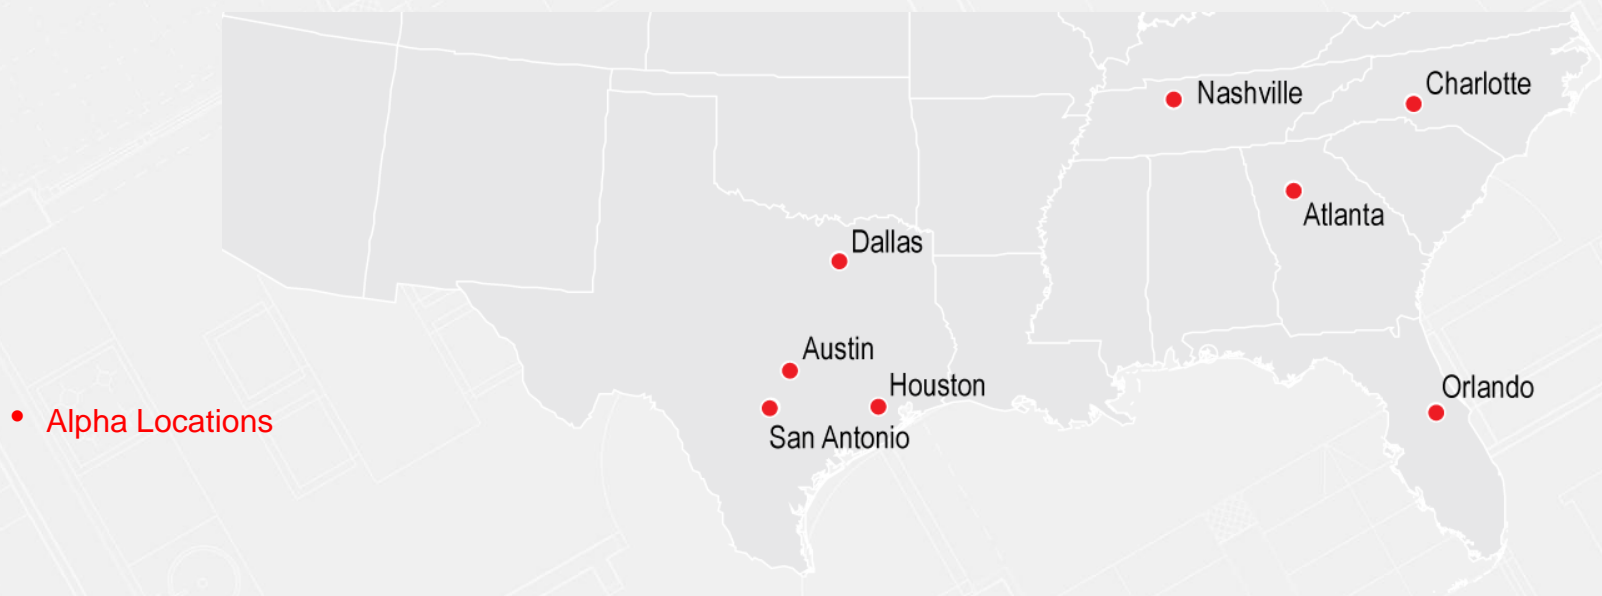 Charlotte
Nashville
Atlanta
Dallas
Austin
Houston
Orlando
San Antonio
• Alpha Locations